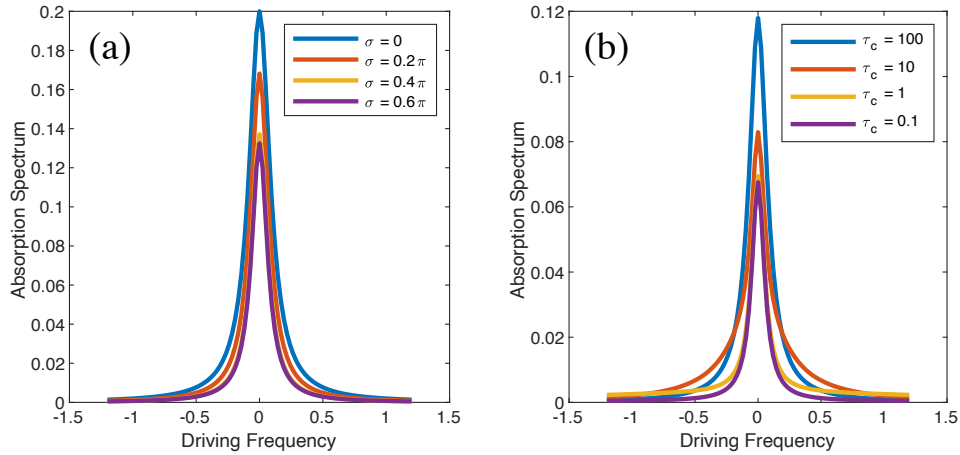 (a)
Absorption Spectrum
0.2
0.18
0.16
0.14
0.12
0.1
0.08
0.06
0.04
0.02
0
-1.5
-1
-0.5
0
0.5
1
1.5
Driving Frequency
σ = 0
σ = 0.2π
σ = 0.4π
σ = 0.6π
(b)
Absorption Spectrum
0.12
0.1
0.08
0.06
0.04
0.02
0
-1.5
-1
-0.5
0
0.5
1
1.5
Driving Frequency
τc = 100
τc = 10
τc = 1
τc = 0.1